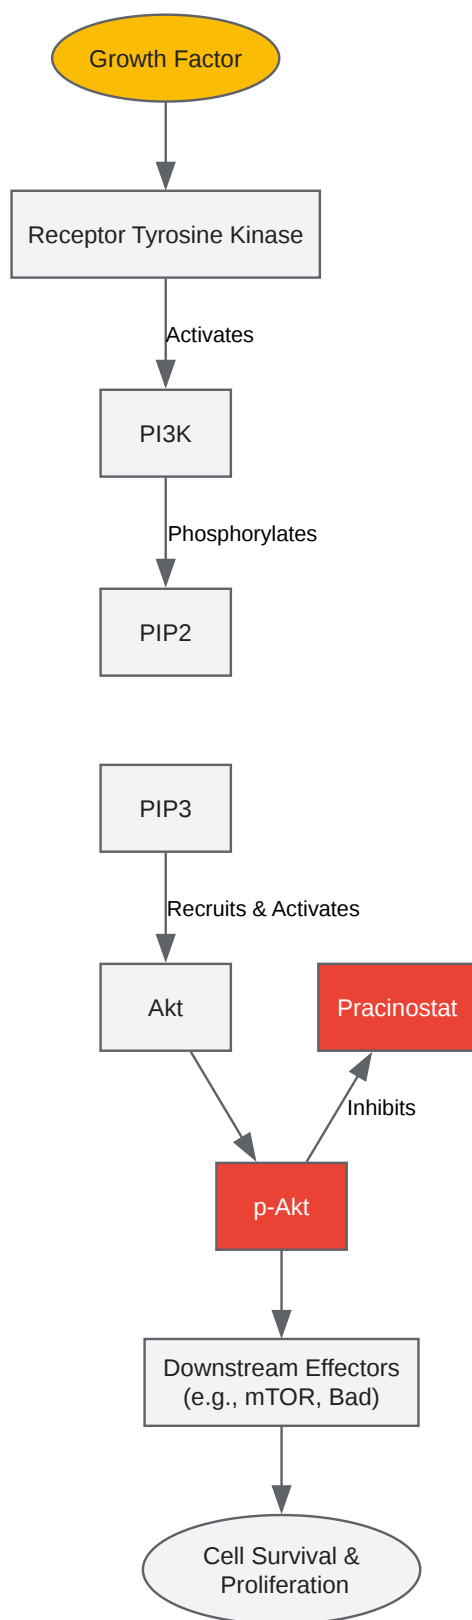 Growth Factor
Receptor Tyrosine Kinase
Activates
PI3K
Phosphorylates
PIP2
PIP3
Recruits & Activates
Akt
Pracinostat
Inhibits
p-Akt
Downstream Effectors
(e.g., mTOR, Bad)
Cell Survival &
Proliferation